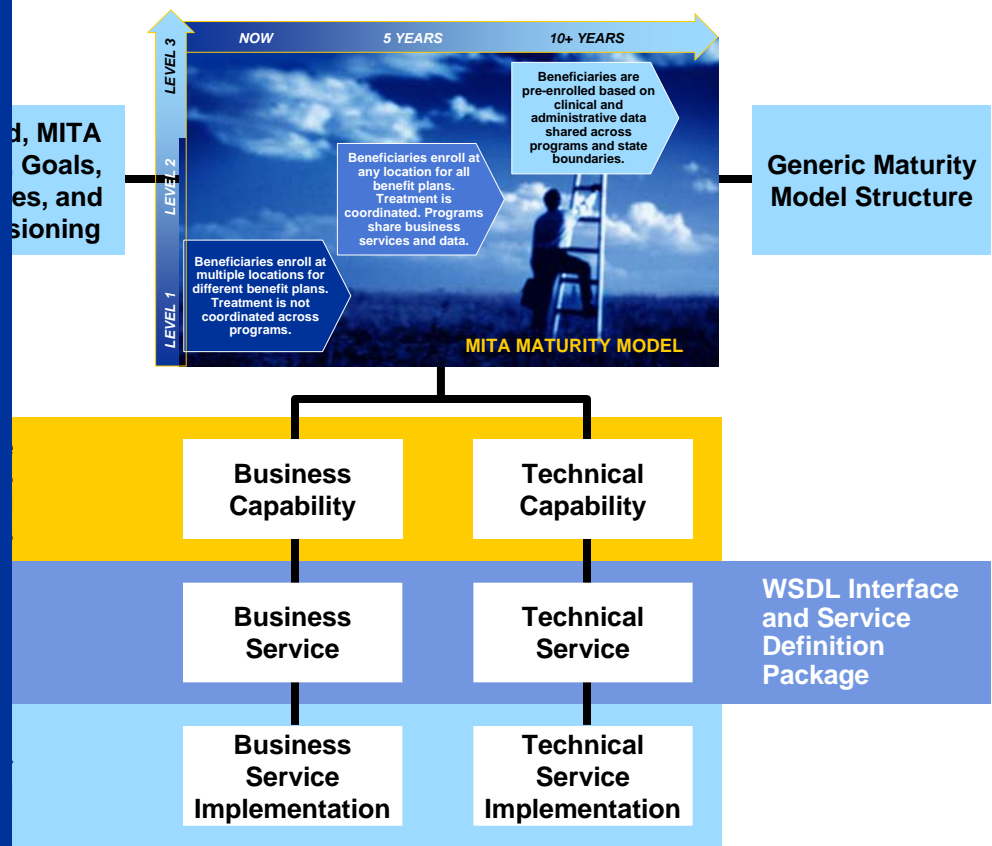 NOW 5 YEARS 10+ YEARS
LEVEL 3
LEVEL 2
LEVEL 1
Beneficiaries are
pre-enrolled based on
clinical and
administrative data
shared across
programs and state
boundaries.
Beneficiaries enroll at
any location for all
benefit plans.
Treatment is
coordinated. Programs
share business
services and data.
Beneficiaries enroll at
multiple locations for
different benefit plans.
Treatment is not
coordinated across
programs.
MITA MATURITY MODEL
MITA
Goals,
and
Generic Maturity
Model Structure
Business
Capability
Technical
Capability
Business
Service
Technical
Service
WSDL Interface
and Service
Definition
Package
Business
Service
Implementation
Technical
Service
Implementation